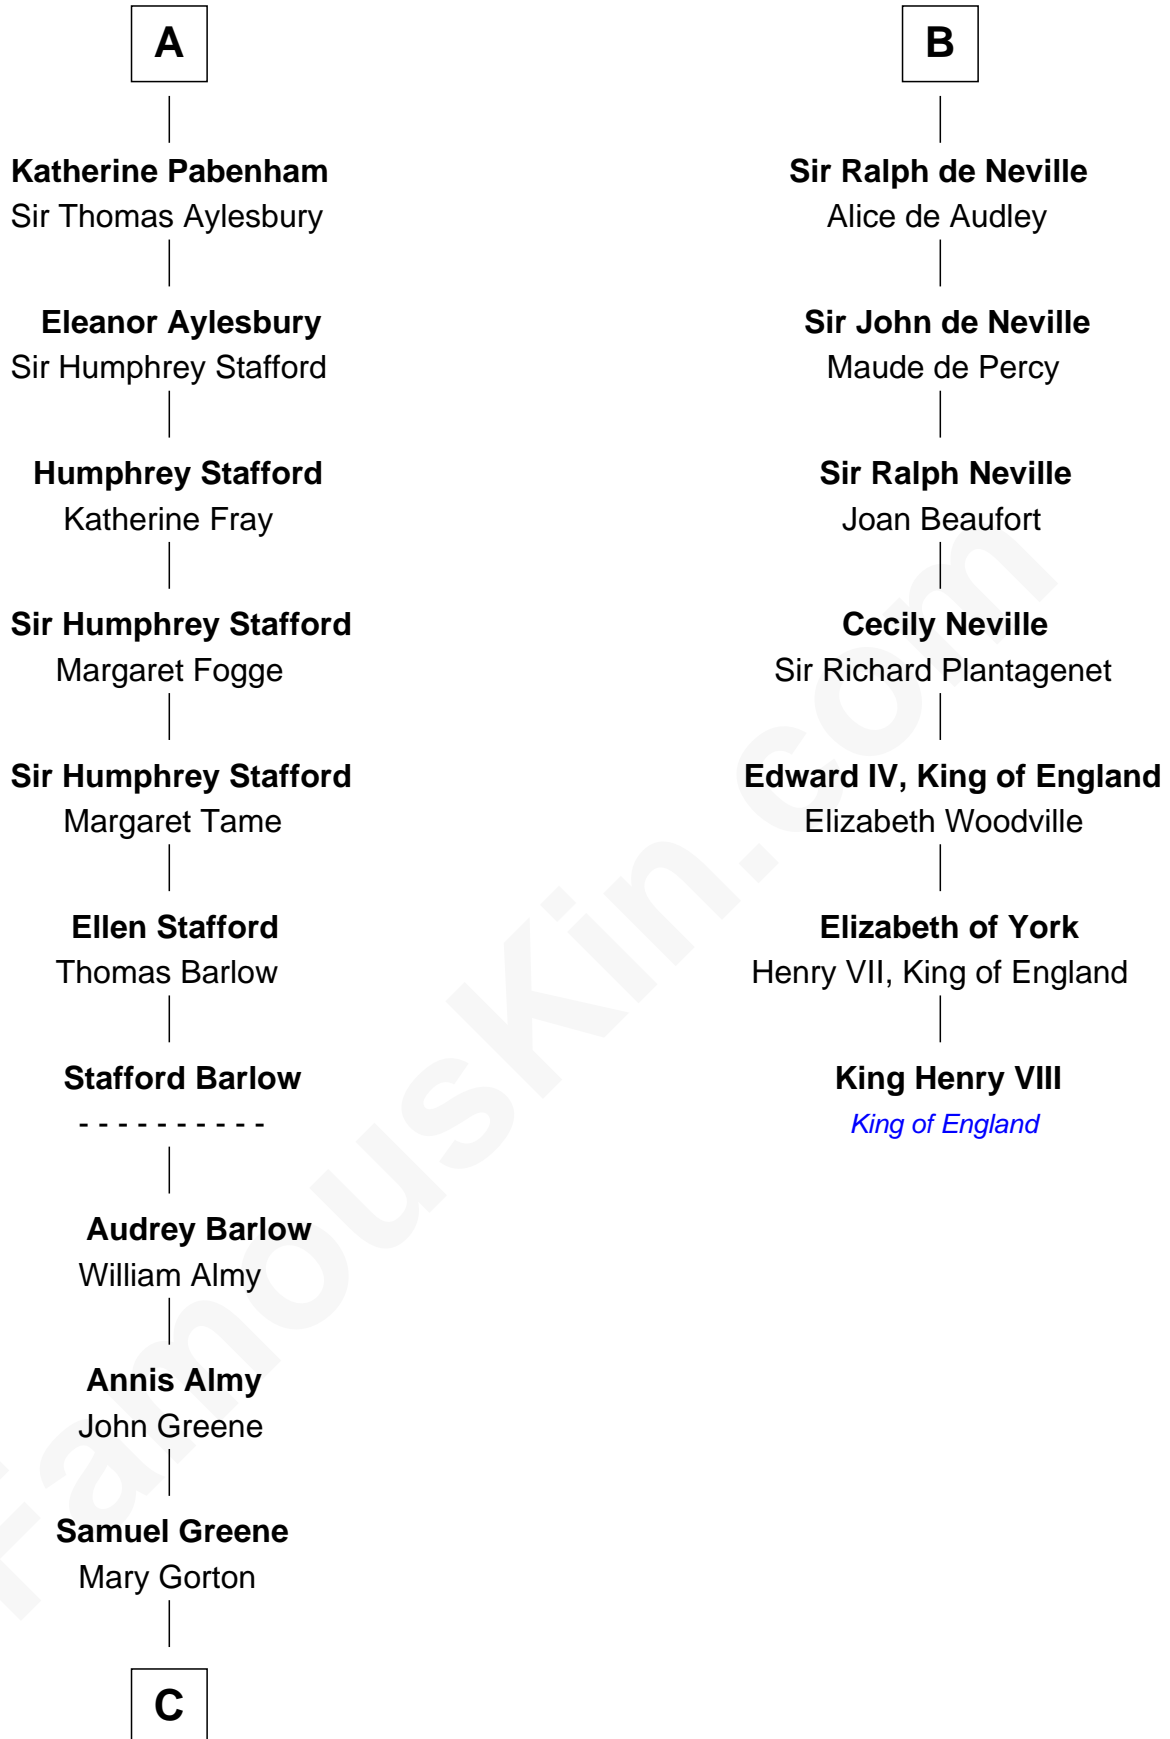 A
Katherine Pabenham
Sir Thomas Aylesbury
Eleanor Aylesbury
Sir Humphrey Stafford
Humphrey Stafford
Katherine Fray
Sir Humphrey Stafford
Margaret Fogge
Sir Humphrey Stafford
Margaret Tame
Ellen Stafford
Thomas Barlow
Stafford Barlow
- - - - - - - - - -
Audrey Barlow
William Almy
Annis Almy
John Greene
Samuel Greene
Mary Gorton
C
B
Sir Ralph de Neville
Alice de Audley
Sir John de Neville
Maude de Percy
Sir Ralph Neville
Joan Beaufort
Cecily Neville
Sir Richard Plantagenet
Edward IV, King of England
Elizabeth Woodville
Elizabeth of York
Henry VII, King of England
King Henry VIII
King of England
FamousKin.com